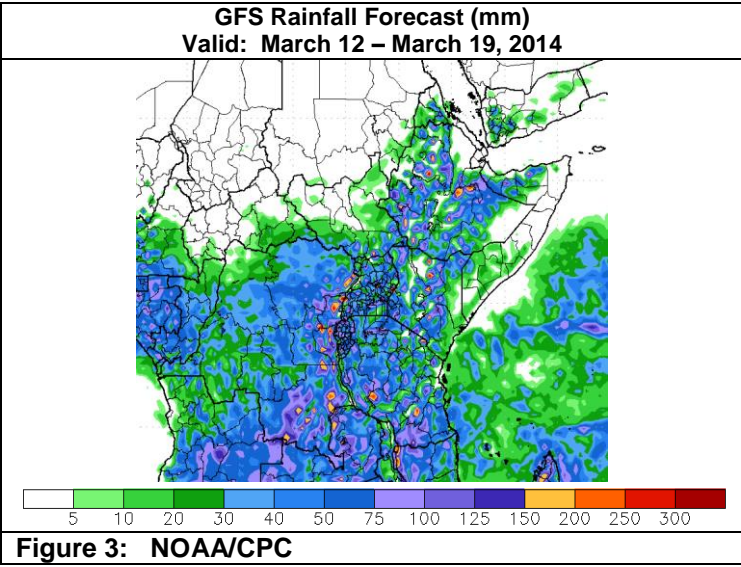 GFS Rainfall Forecast (mm)
Valid: March 12 – March 19, 2014
5 10 20 30 40 50 75 100 125 150 200 250 300
Figure 3: NOAA/CPC